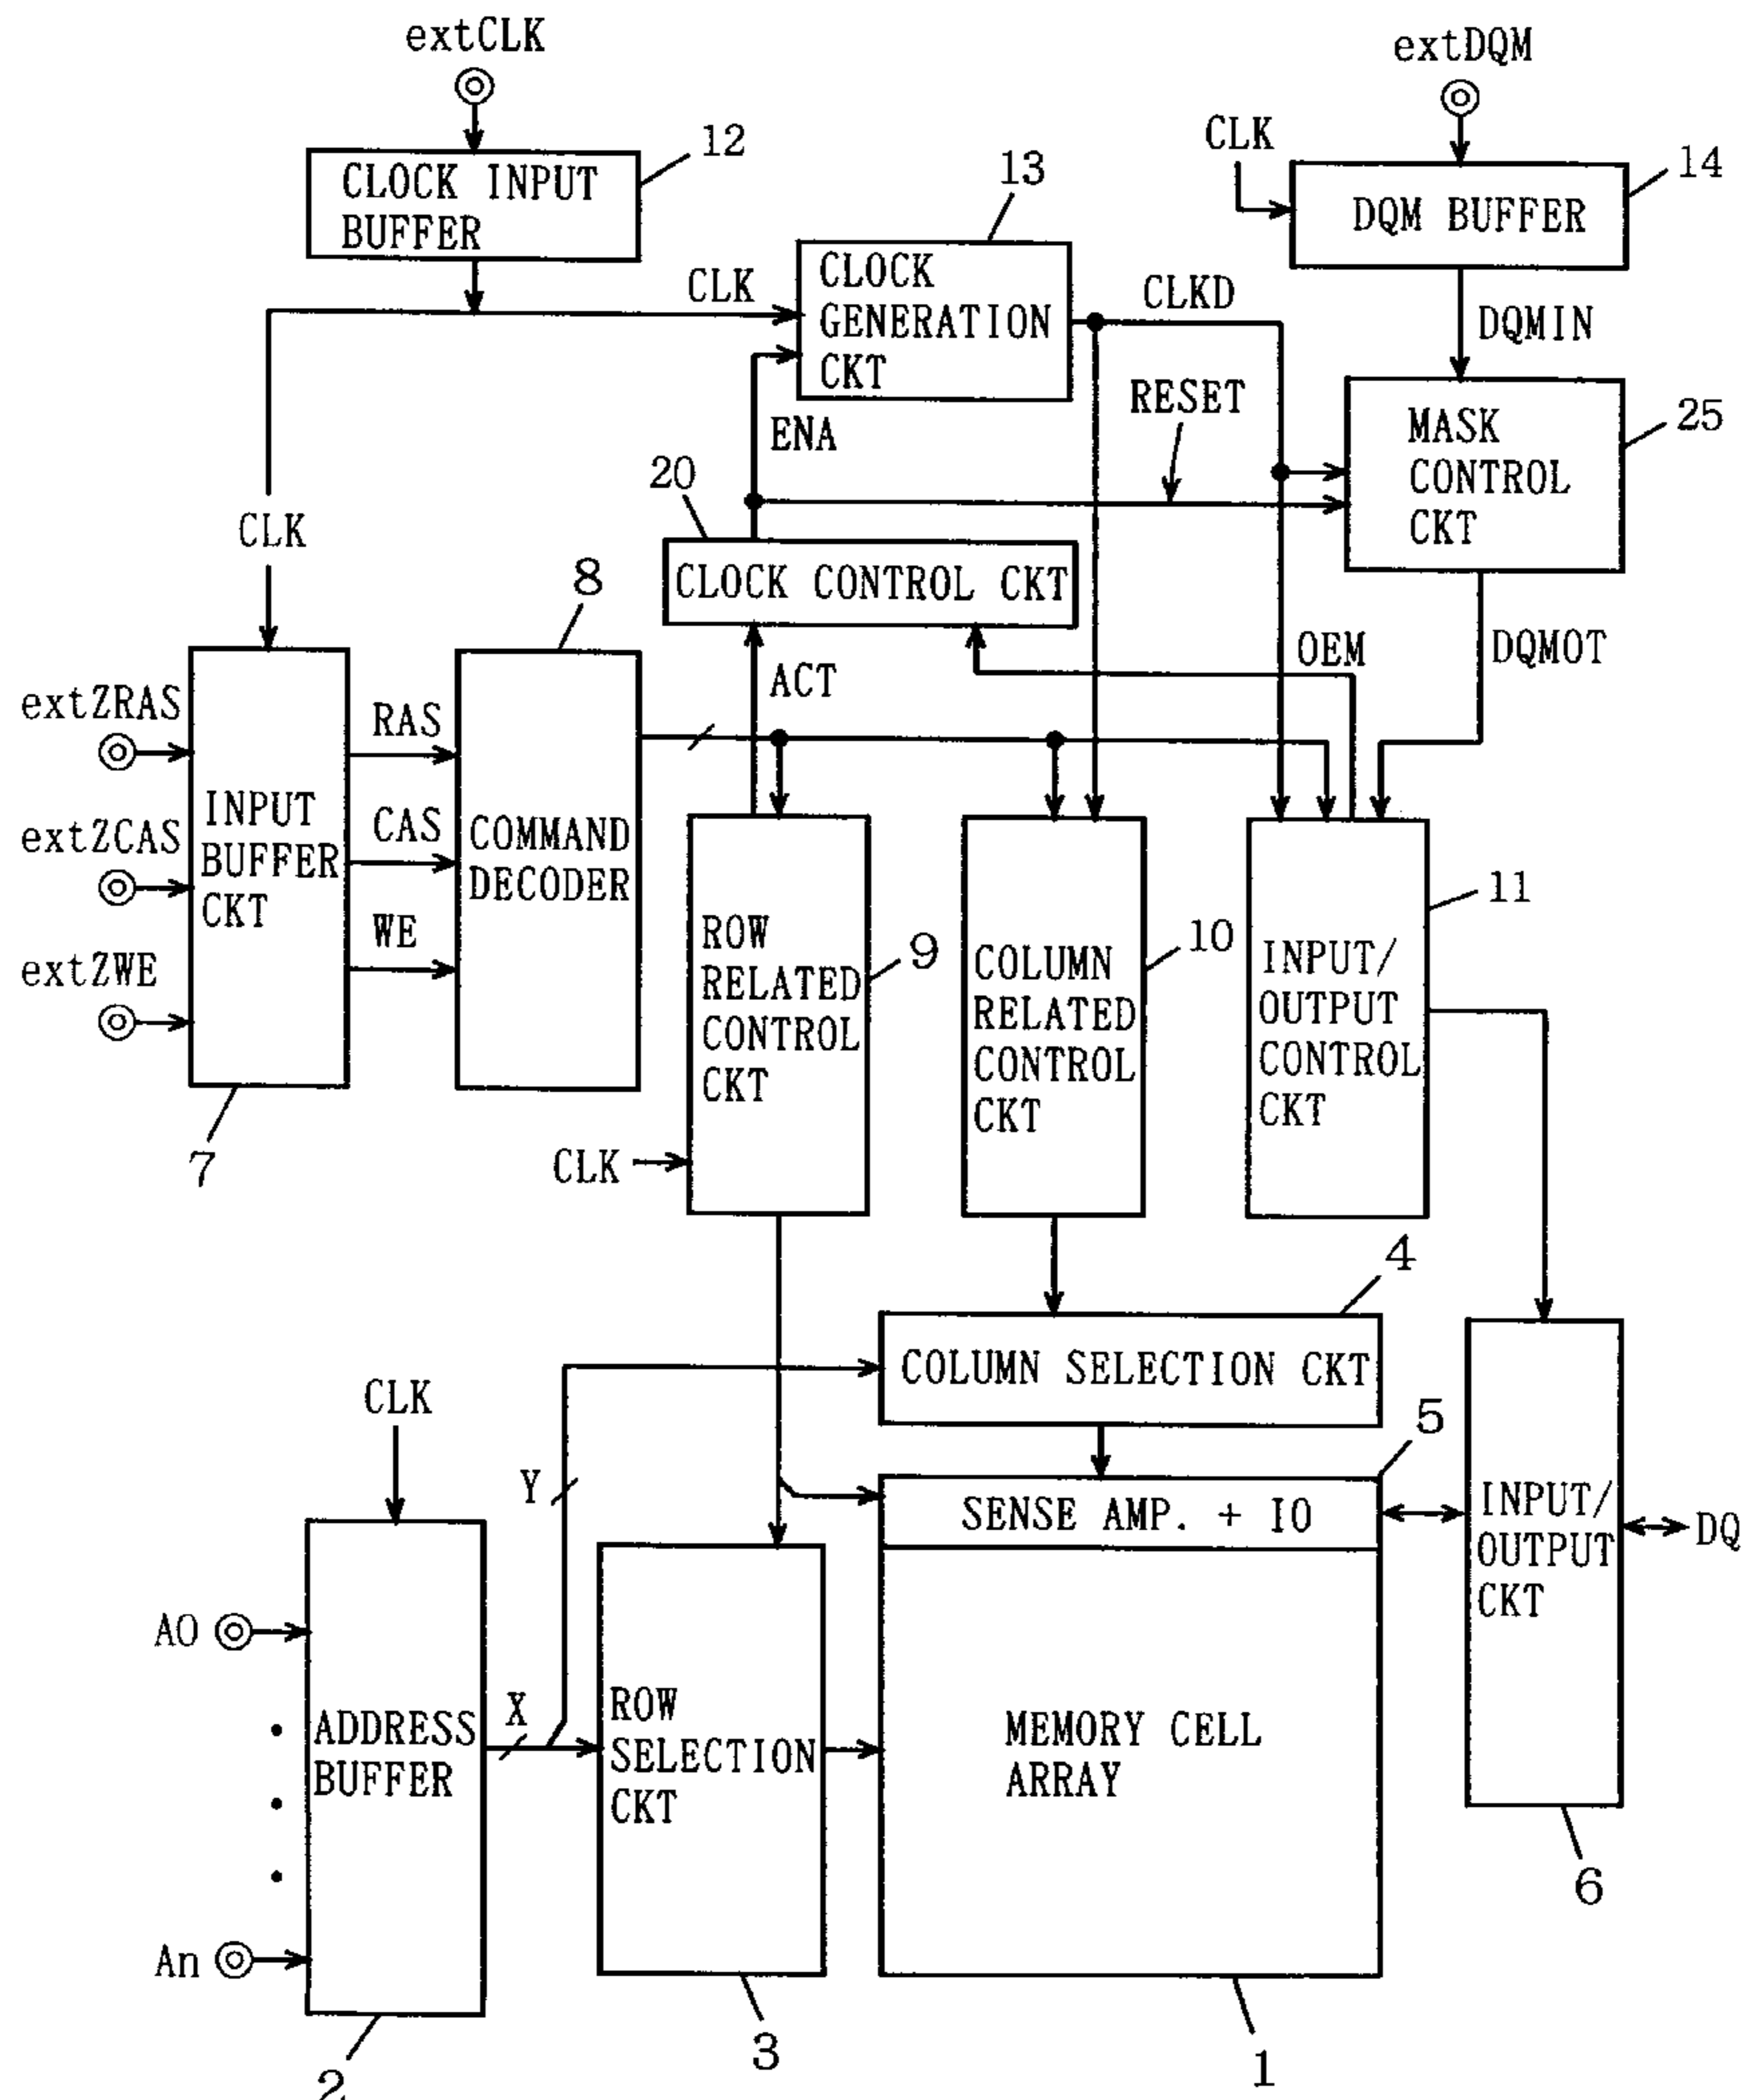 extCLK
extDQM
12
CLOCK INPUT
BUFFER
CLK
13
14
DQM BUFFER
CLK
CLOCK
GENERATION
CKT
CLKD
DQMIN
RESET
ENA
MASK
CONTROL
CKT
25
20
CLK
CLOCK CONTROL CKT
8
OEM
DQMOT
ACT
extZRAS
RAS
extZCAS
CAS
extZWE
WE
INPUT
BUFFER
CKT
COMMAND
DECODER
7
ROW
RELATED
CONTROL
CKT
9
CLK
COLUMN
RELATED
CONTROL
CKT
10
INPUT/
OUTPUT
CONTROL
CKT
11
4
COLUMN SELECTION CKT
CLK
Y
5
SENSE AMP. + IO
INPUT/
OUTPUT
CKT
DQ
A0
An
ADDRESS
BUFFER
X
ROW
SELECTION
CKT
MEMORY CELL
ARRAY
6
2
3
1